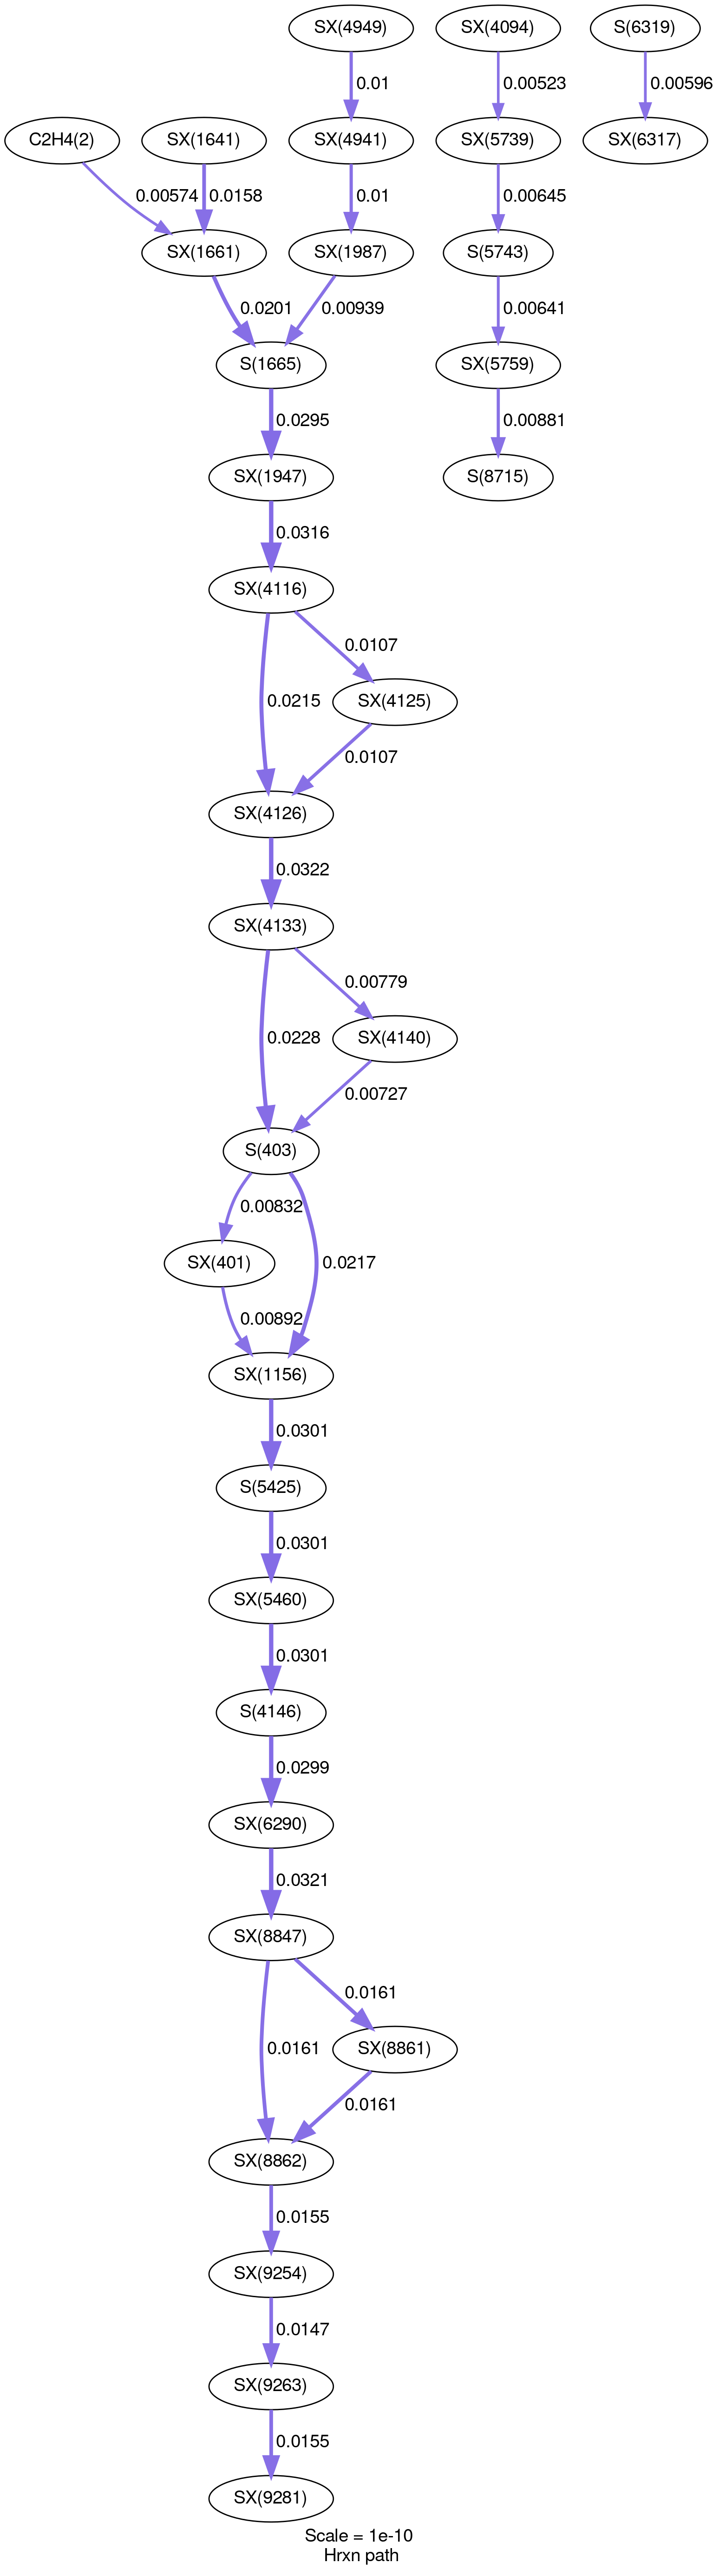 SX(4949)
SX(4094)
S(6319)
0.01
0.00523
0.00596
C2H4(2)
SX(1641)
SX(4941)
SX(5739)
SX(6317)
0.00574
0.0158
0.01
0.00645
SX(1661)
SX(1987)
S(5743)
0.0201
0.00939
0.00641
S(1665)
SX(5759)
0.0295
0.00881
SX(1947)
S(8715)
0.0316
SX(4116)
0.0107
0.0215
SX(4125)
0.0107
SX(4126)
0.0322
SX(4133)
0.00779
0.0228
SX(4140)
0.00727
S(403)
0.00832
SX(401)
0.0217
0.00892
SX(1156)
0.0301
S(5425)
0.0301
SX(5460)
0.0301
S(4146)
0.0299
SX(6290)
0.0321
SX(8847)
0.0161
0.0161
SX(8861)
0.0161
SX(8862)
0.0155
SX(9254)
0.0147
SX(9263)
0.0155
SX(9281)
Scale = 1e-10
Hrxn path